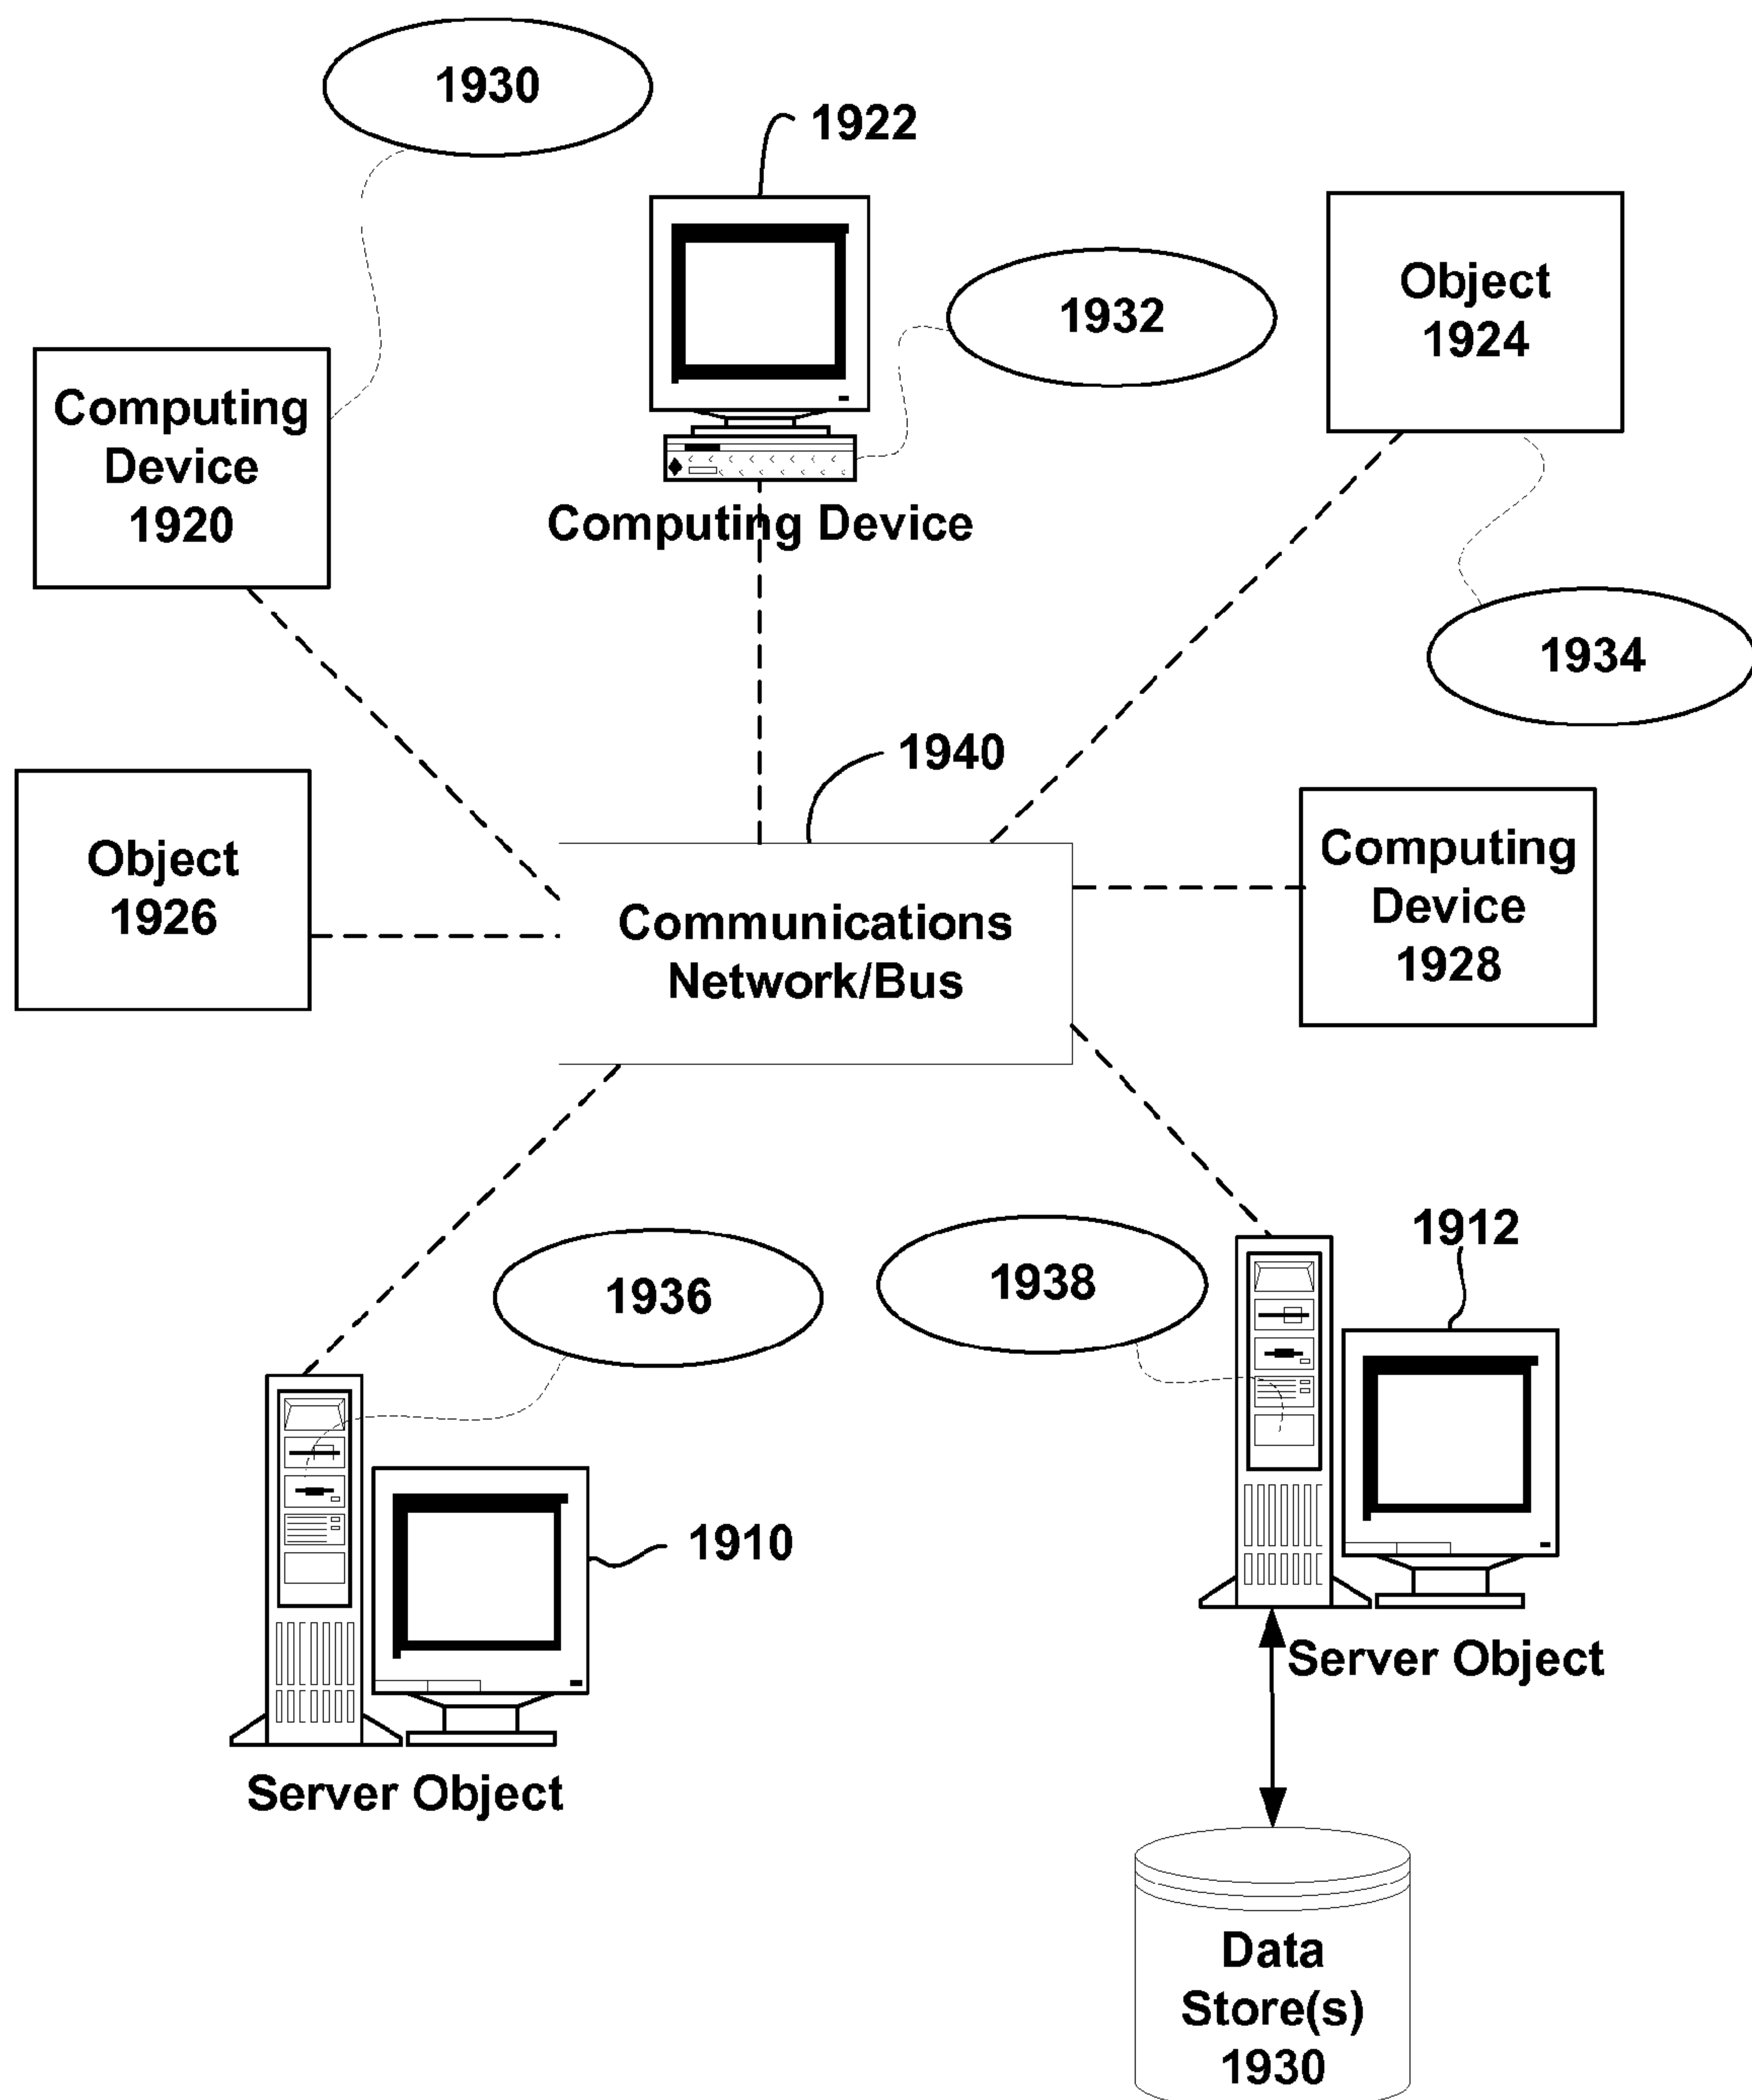 1930
1922
1932
Object
1924
Computing
Device
1920
Computing Device
1934
1940
Object
1926
Communications
Network/Bus
Computing
Device
1928
1936
1938
1912
1910
Server Object
Server Object
Data
Store(s)
1930